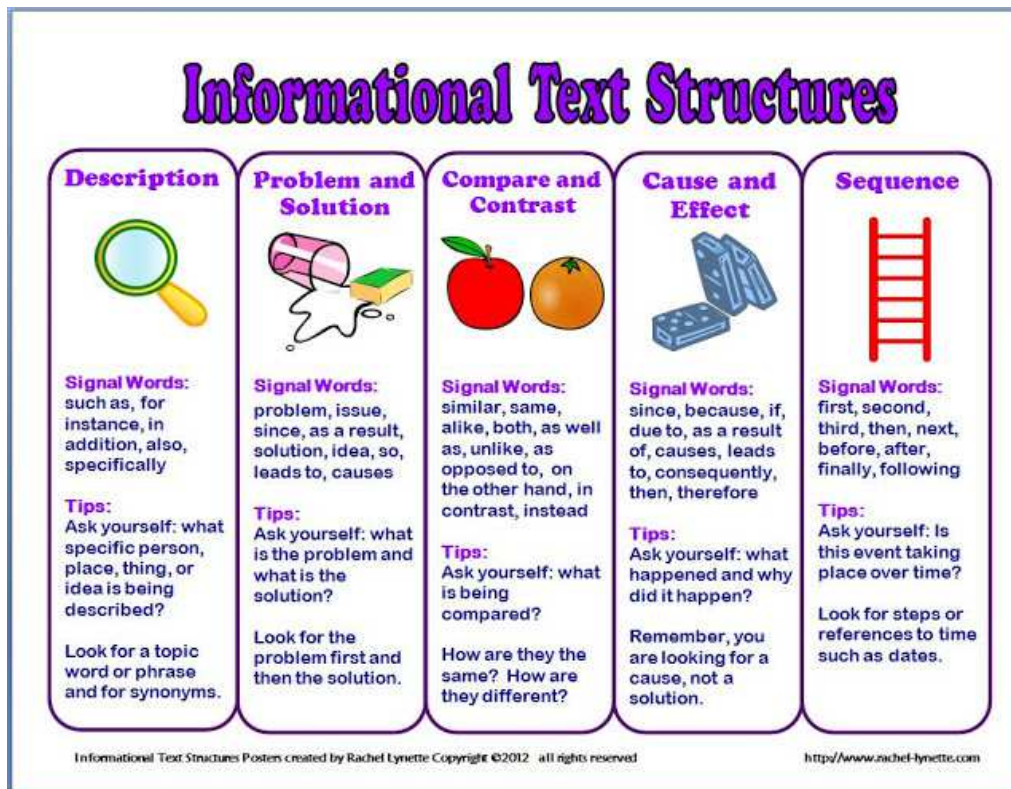 Informational Text Structures
Description
Signal Words:
such as, for
instance, in
addition, also,
specifically
Tips:
Ask yourself: what
specific person,
place, thing, or
idea is being
described?
Look for a topic
word or phrase
and for synonyms.
Problem and
Solution
Signal Words:
problem, issue,
since, as a result,
solution, idea, so,
leads to, causes
Tips:
Ask yourself: what
is the problem and
what is the
solution?
Look for the
problem first and
then the solution.
Compare and
Contrast
Signal Words:
similar, same,
alike, both, as well
as, unlike, as
opposed to, on
the other hand, in
contrast, instead
Tips:
Ask yourself: what
is being
compared?
How are they the
same? How are
they different?
Cause and
Effect
Signal Words:
since, because, if,
due to, as a result
of, causes, leads
to, consequently,
then, therefore
Tips:
Ask yourself: what
happened and why
did it happen?
Remember, you
are looking for a
cause, not a
solution.
Sequence
Signal Words:
first, second,
third, then, next,
before, after,
finally, following
Tips:
Ask yourself: Is
this event taking
place over time?
Look for steps or
references to time
such as dates.
Informational Text Structures Posters created by Rachel Lynette Copyright ©2012 all rights reserved
http://www.rachel-lynette.com